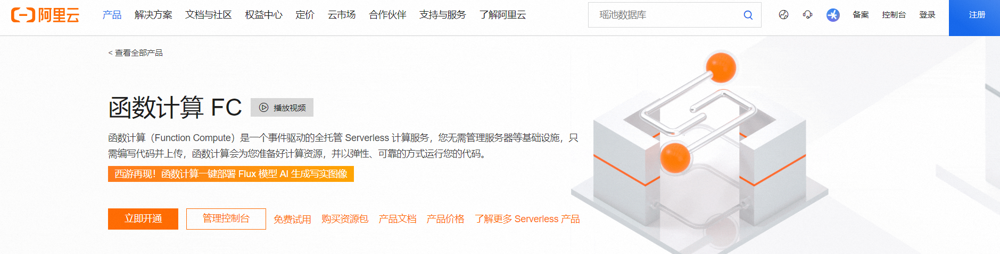 阿里云 产品 解决方案 文档与社区 权益中心 定价 云市场 合作伙伴 支持与服务 了解阿里云 瑶池数据库 备案 控制台 登录 注册
< 查看全部产品
函数计算 FC 播放视频
函数计算（Function Compute）是一个事件驱动的全托管 Serverless 计算服务，您无需管理服务器等基础设施，只
需编写代码并上传，函数计算会为您准备好计算资源，并以弹性、可靠的方式运行您的代码。
西游再现！函数计算一键部署 Flux 模型 AI 生成写实图像
立即开通 管理控制台 免费试用 购买资源包 产品文档 产品价格 了解更多 Serverless 产品